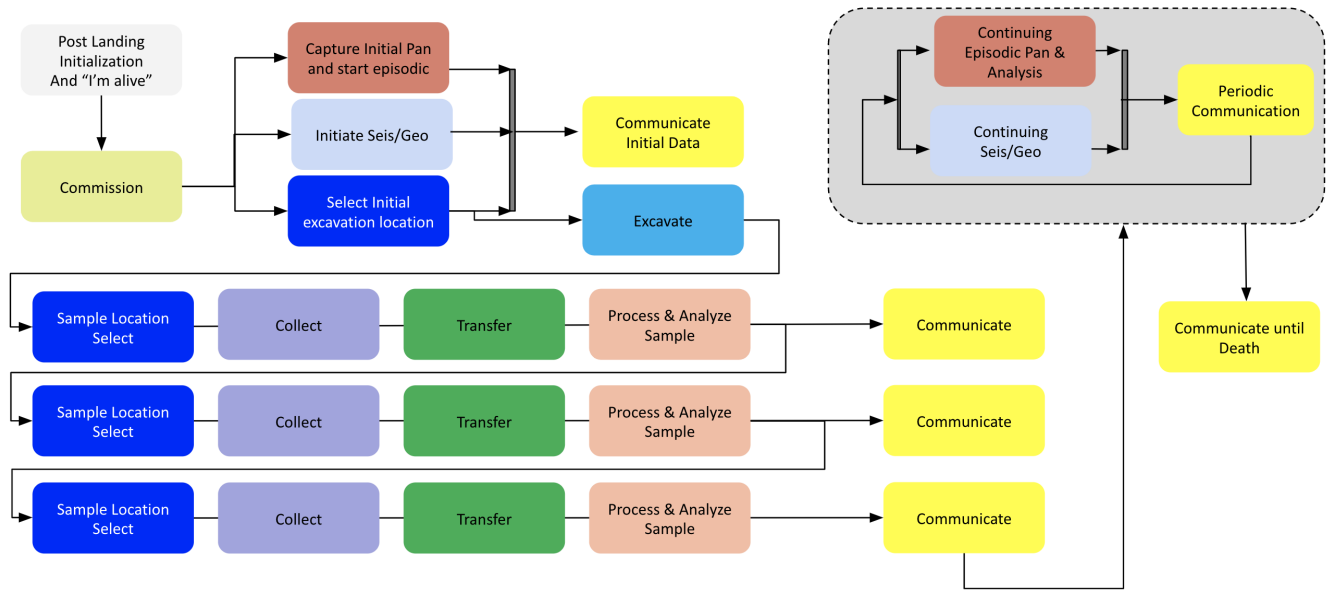 Post Landing
Initialization
And “I’m alive”
Commission
Capture Initial Pan
and start episodic
Initiate Seis/Geo
Select Initial
excavation location
Communicate
Initial Data
Excavate
Continuing
Episodic Pan &
Analysis
Continuing
Seis/Geo
Periodic
Communication
Communicate until
Death
Sample Location
Select
Collect
Transfer
Process & Analyze
Sample
Communicate
Sample Location
Select
Collect
Transfer
Process & Analyze
Sample
Communicate
Sample Location
Select
Collect
Transfer
Process & Analyze
Sample
Communicate